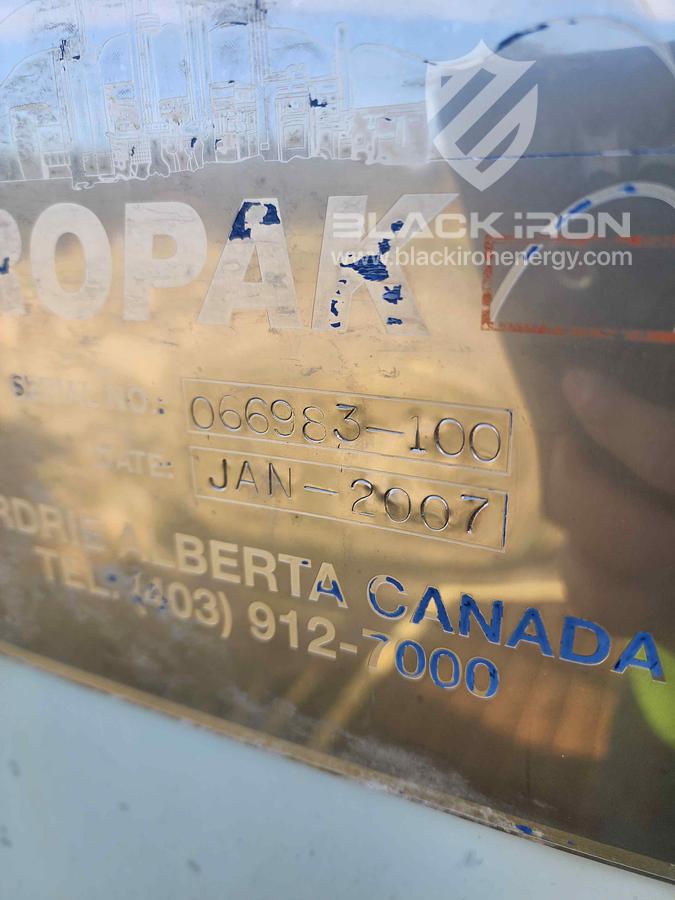 ROPAK
BLACK IRON
www.blackironenergy.com
SERIAL NO.: 066983-100
DATE: JAN-2007
RDRIE ALBERTA CANADA
TEL. (403) 912-7000